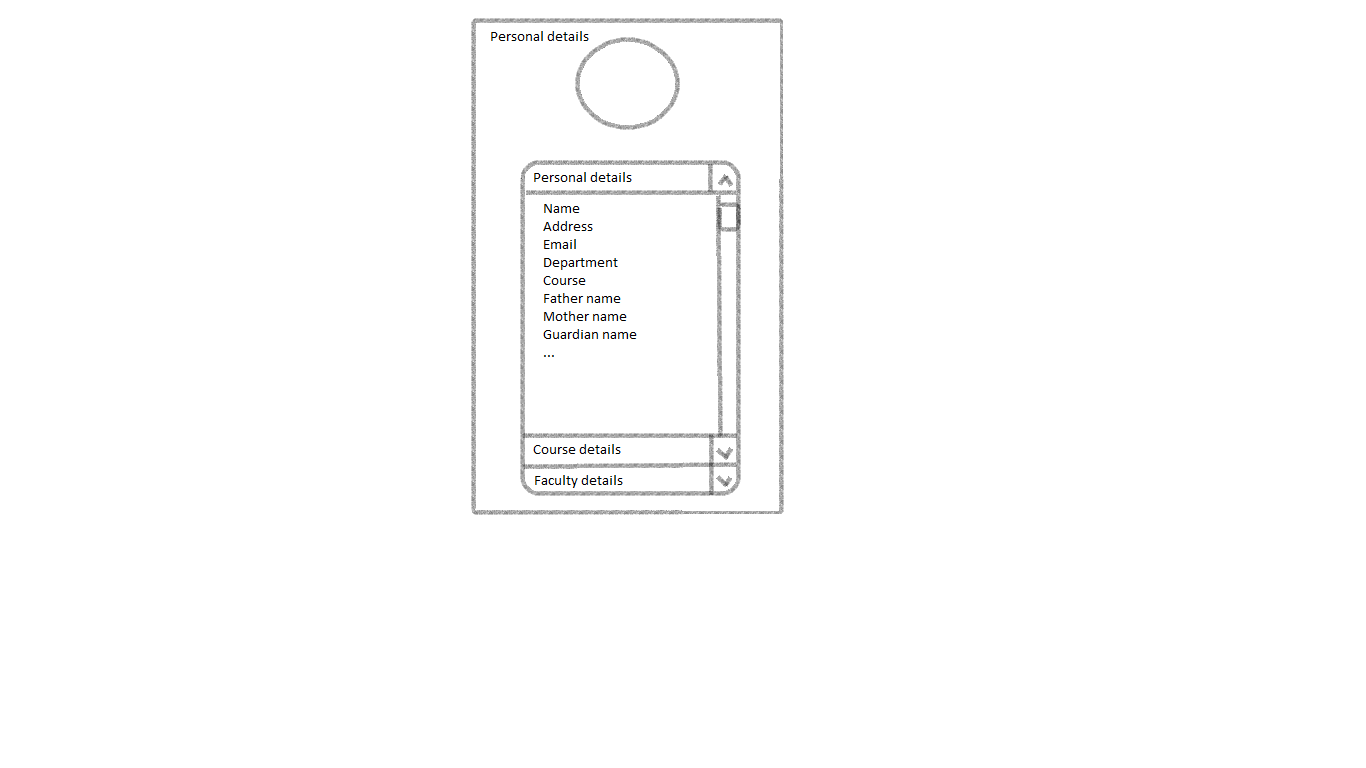 Personal details
Personal details
Name
Address
Email
Department
Course
Father name
Mother name
Guardian name
...
Course details
Faculty details